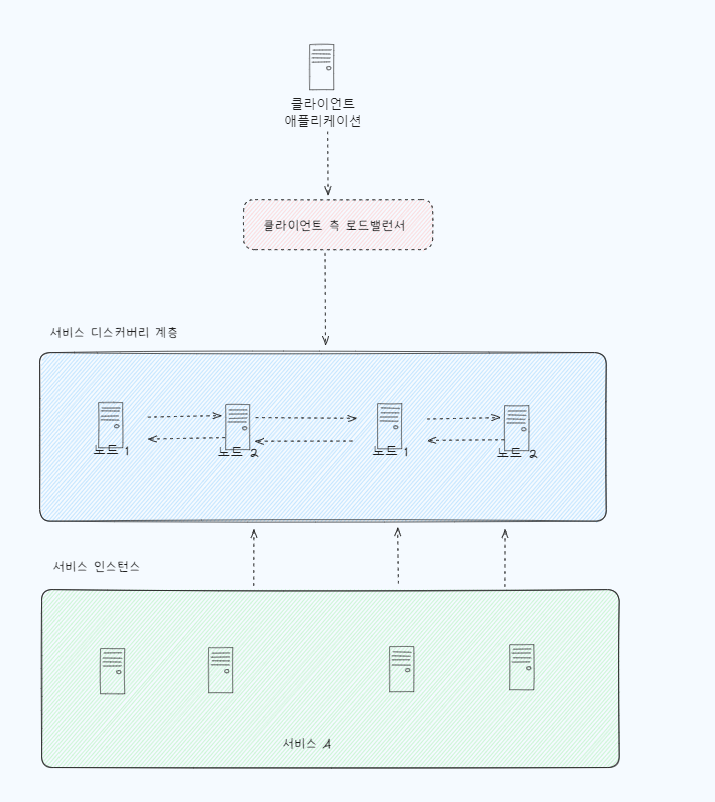 클라이언트
애플리케이션
클라이언트 측 로드밸런서
서비스 디스커버리 계층
노드 1
노드 2
노드 1
노드 2
서비스 인스턴스
서비스 A